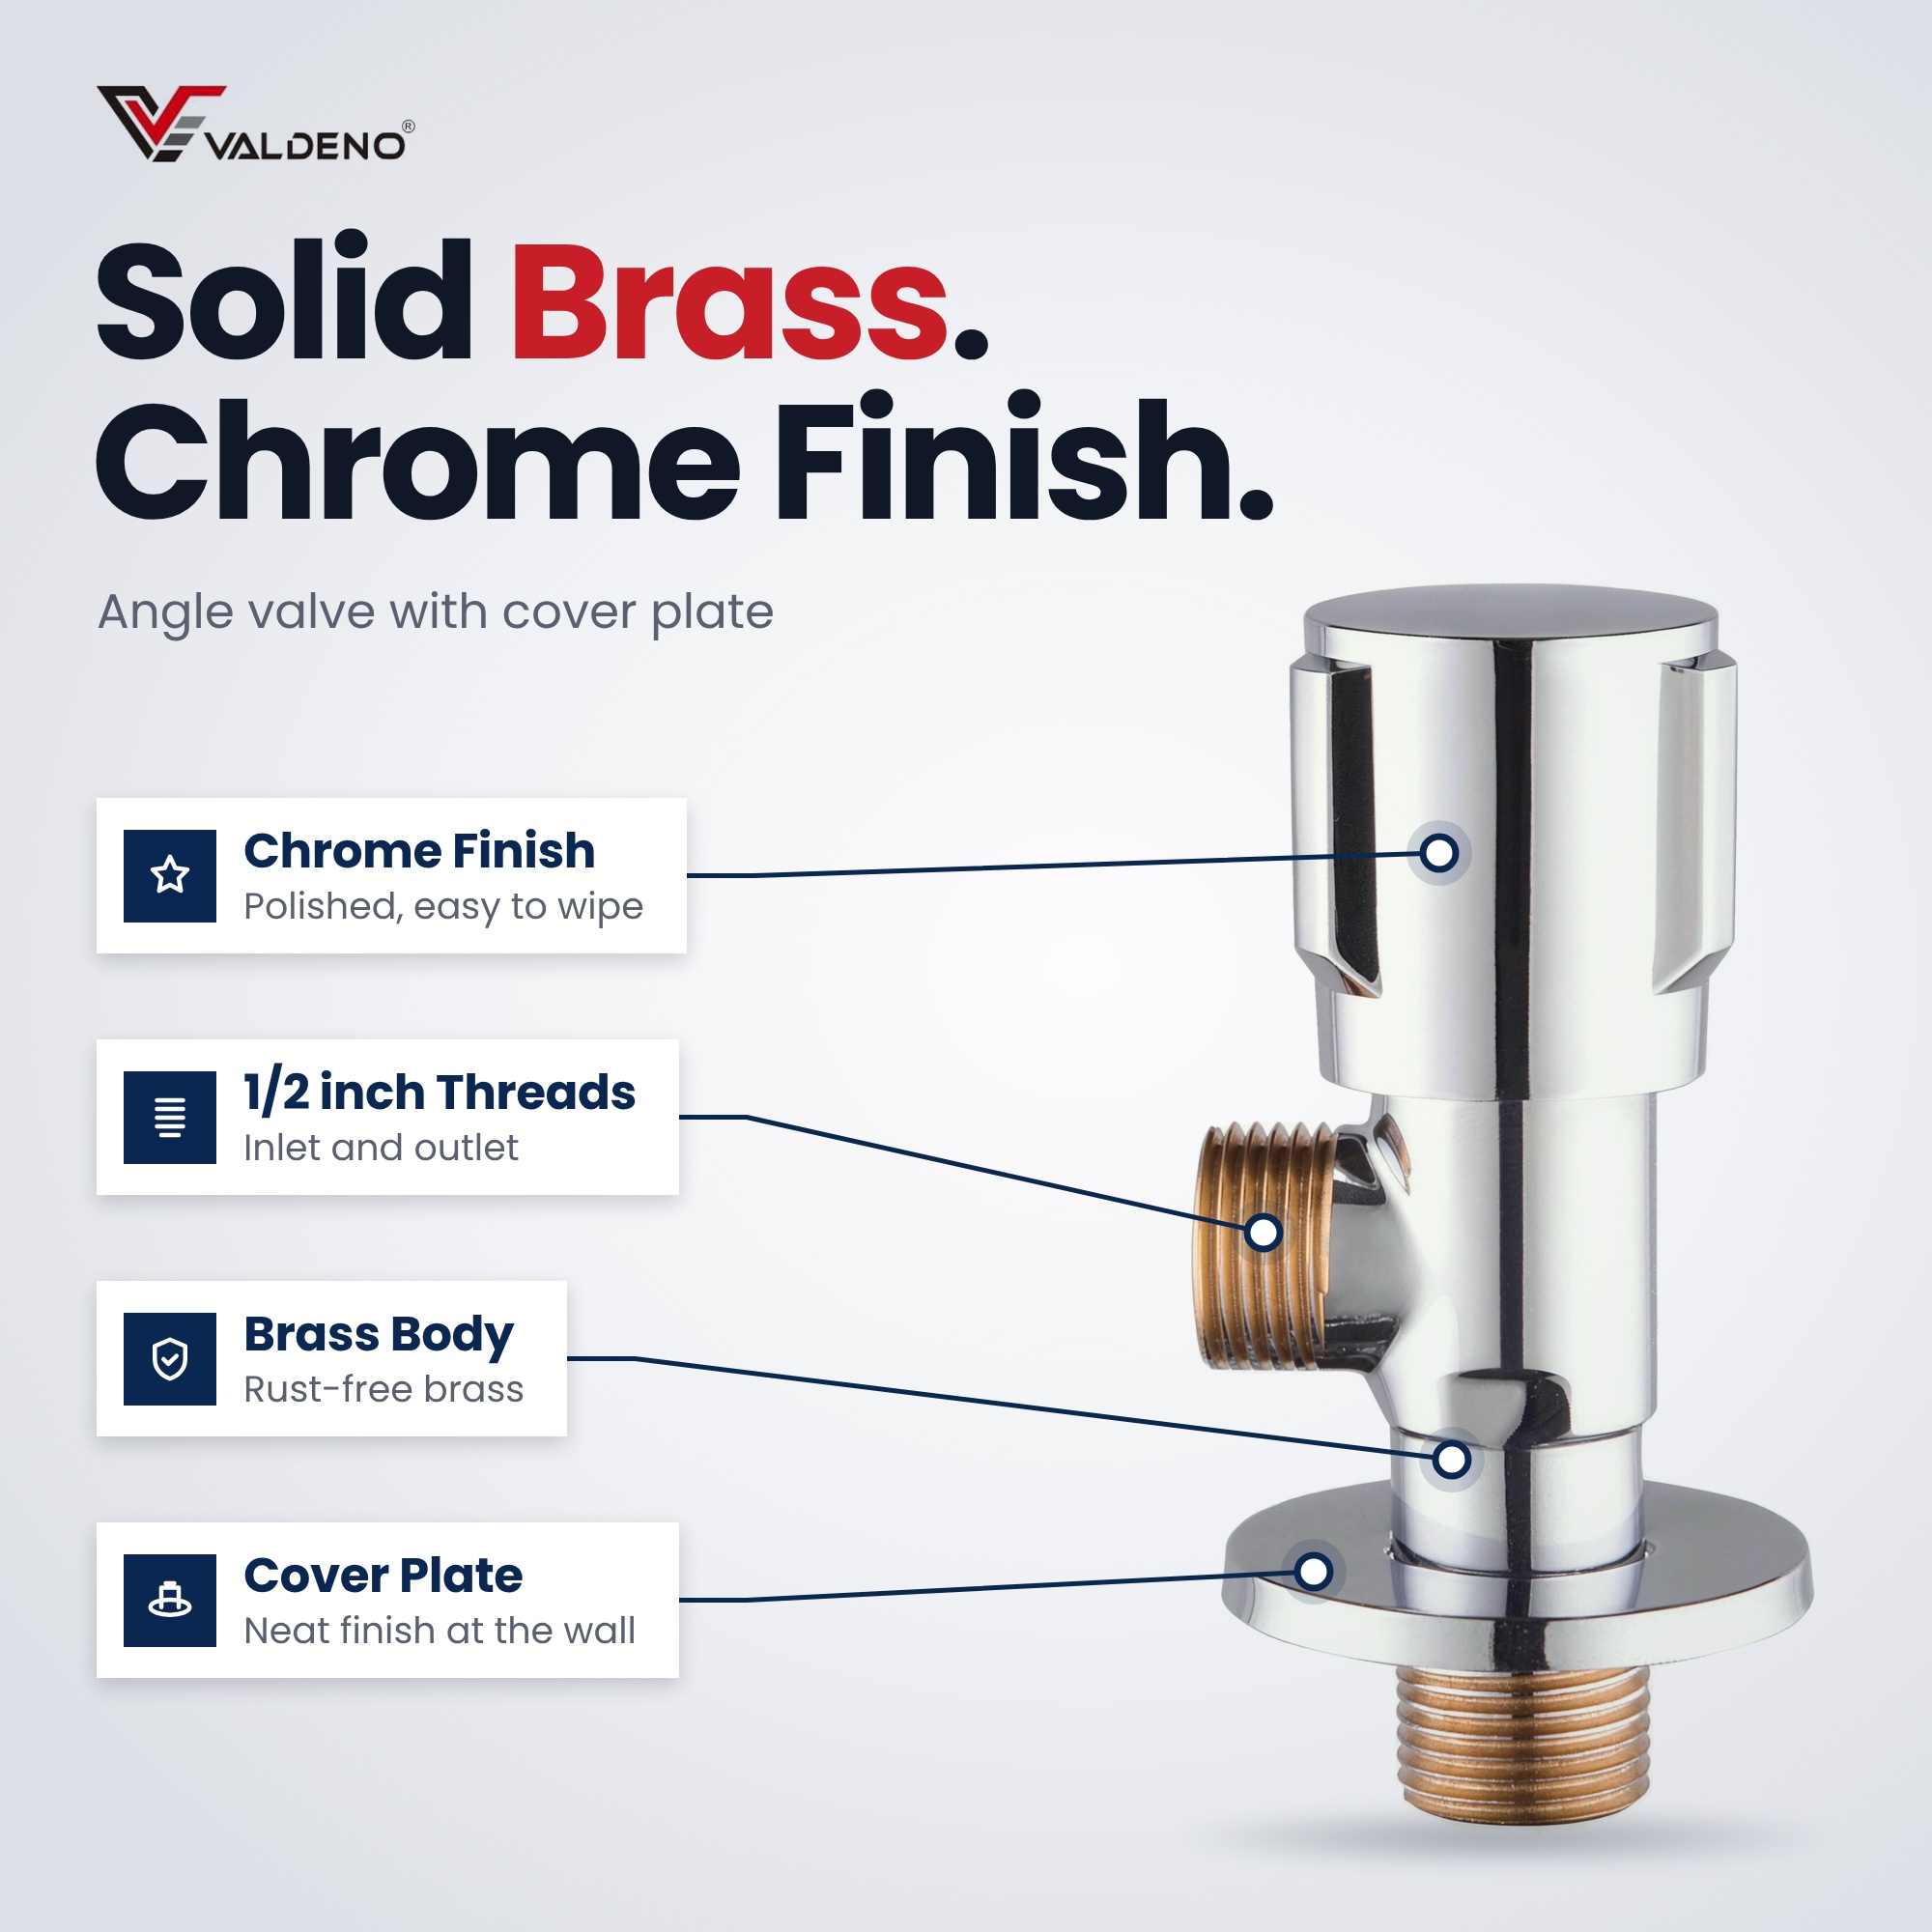 VALDENO®
Solid Brass.
Chrome Finish.
Angle valve with cover plate
Chrome Finish
Polished, easy to wipe
1/2 inch Threads
Inlet and outlet
Brass Body
Rust-free brass
Cover Plate
Neat finish at the wall